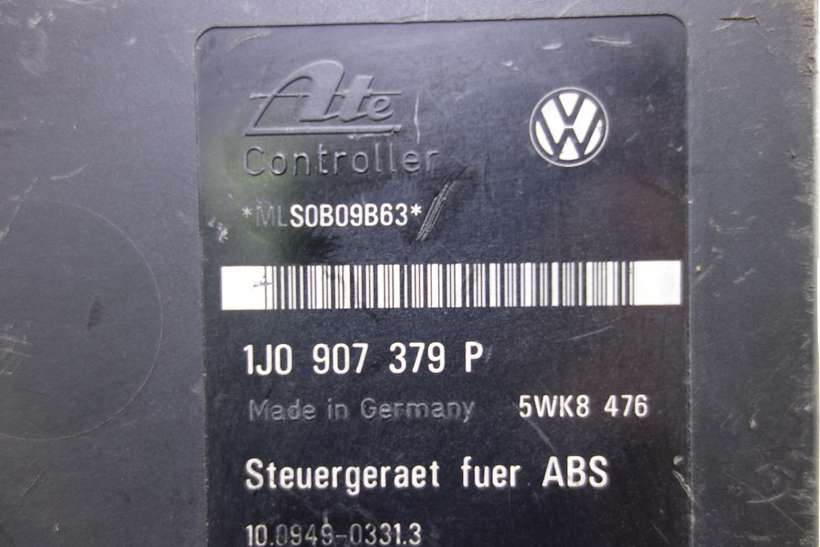 Ate
Controller
*MLS0B09B63*
1J0 907 379 P
Made in Germany 5WK8 476
Steuergeraet fuer ABS
10.0949-0331.3